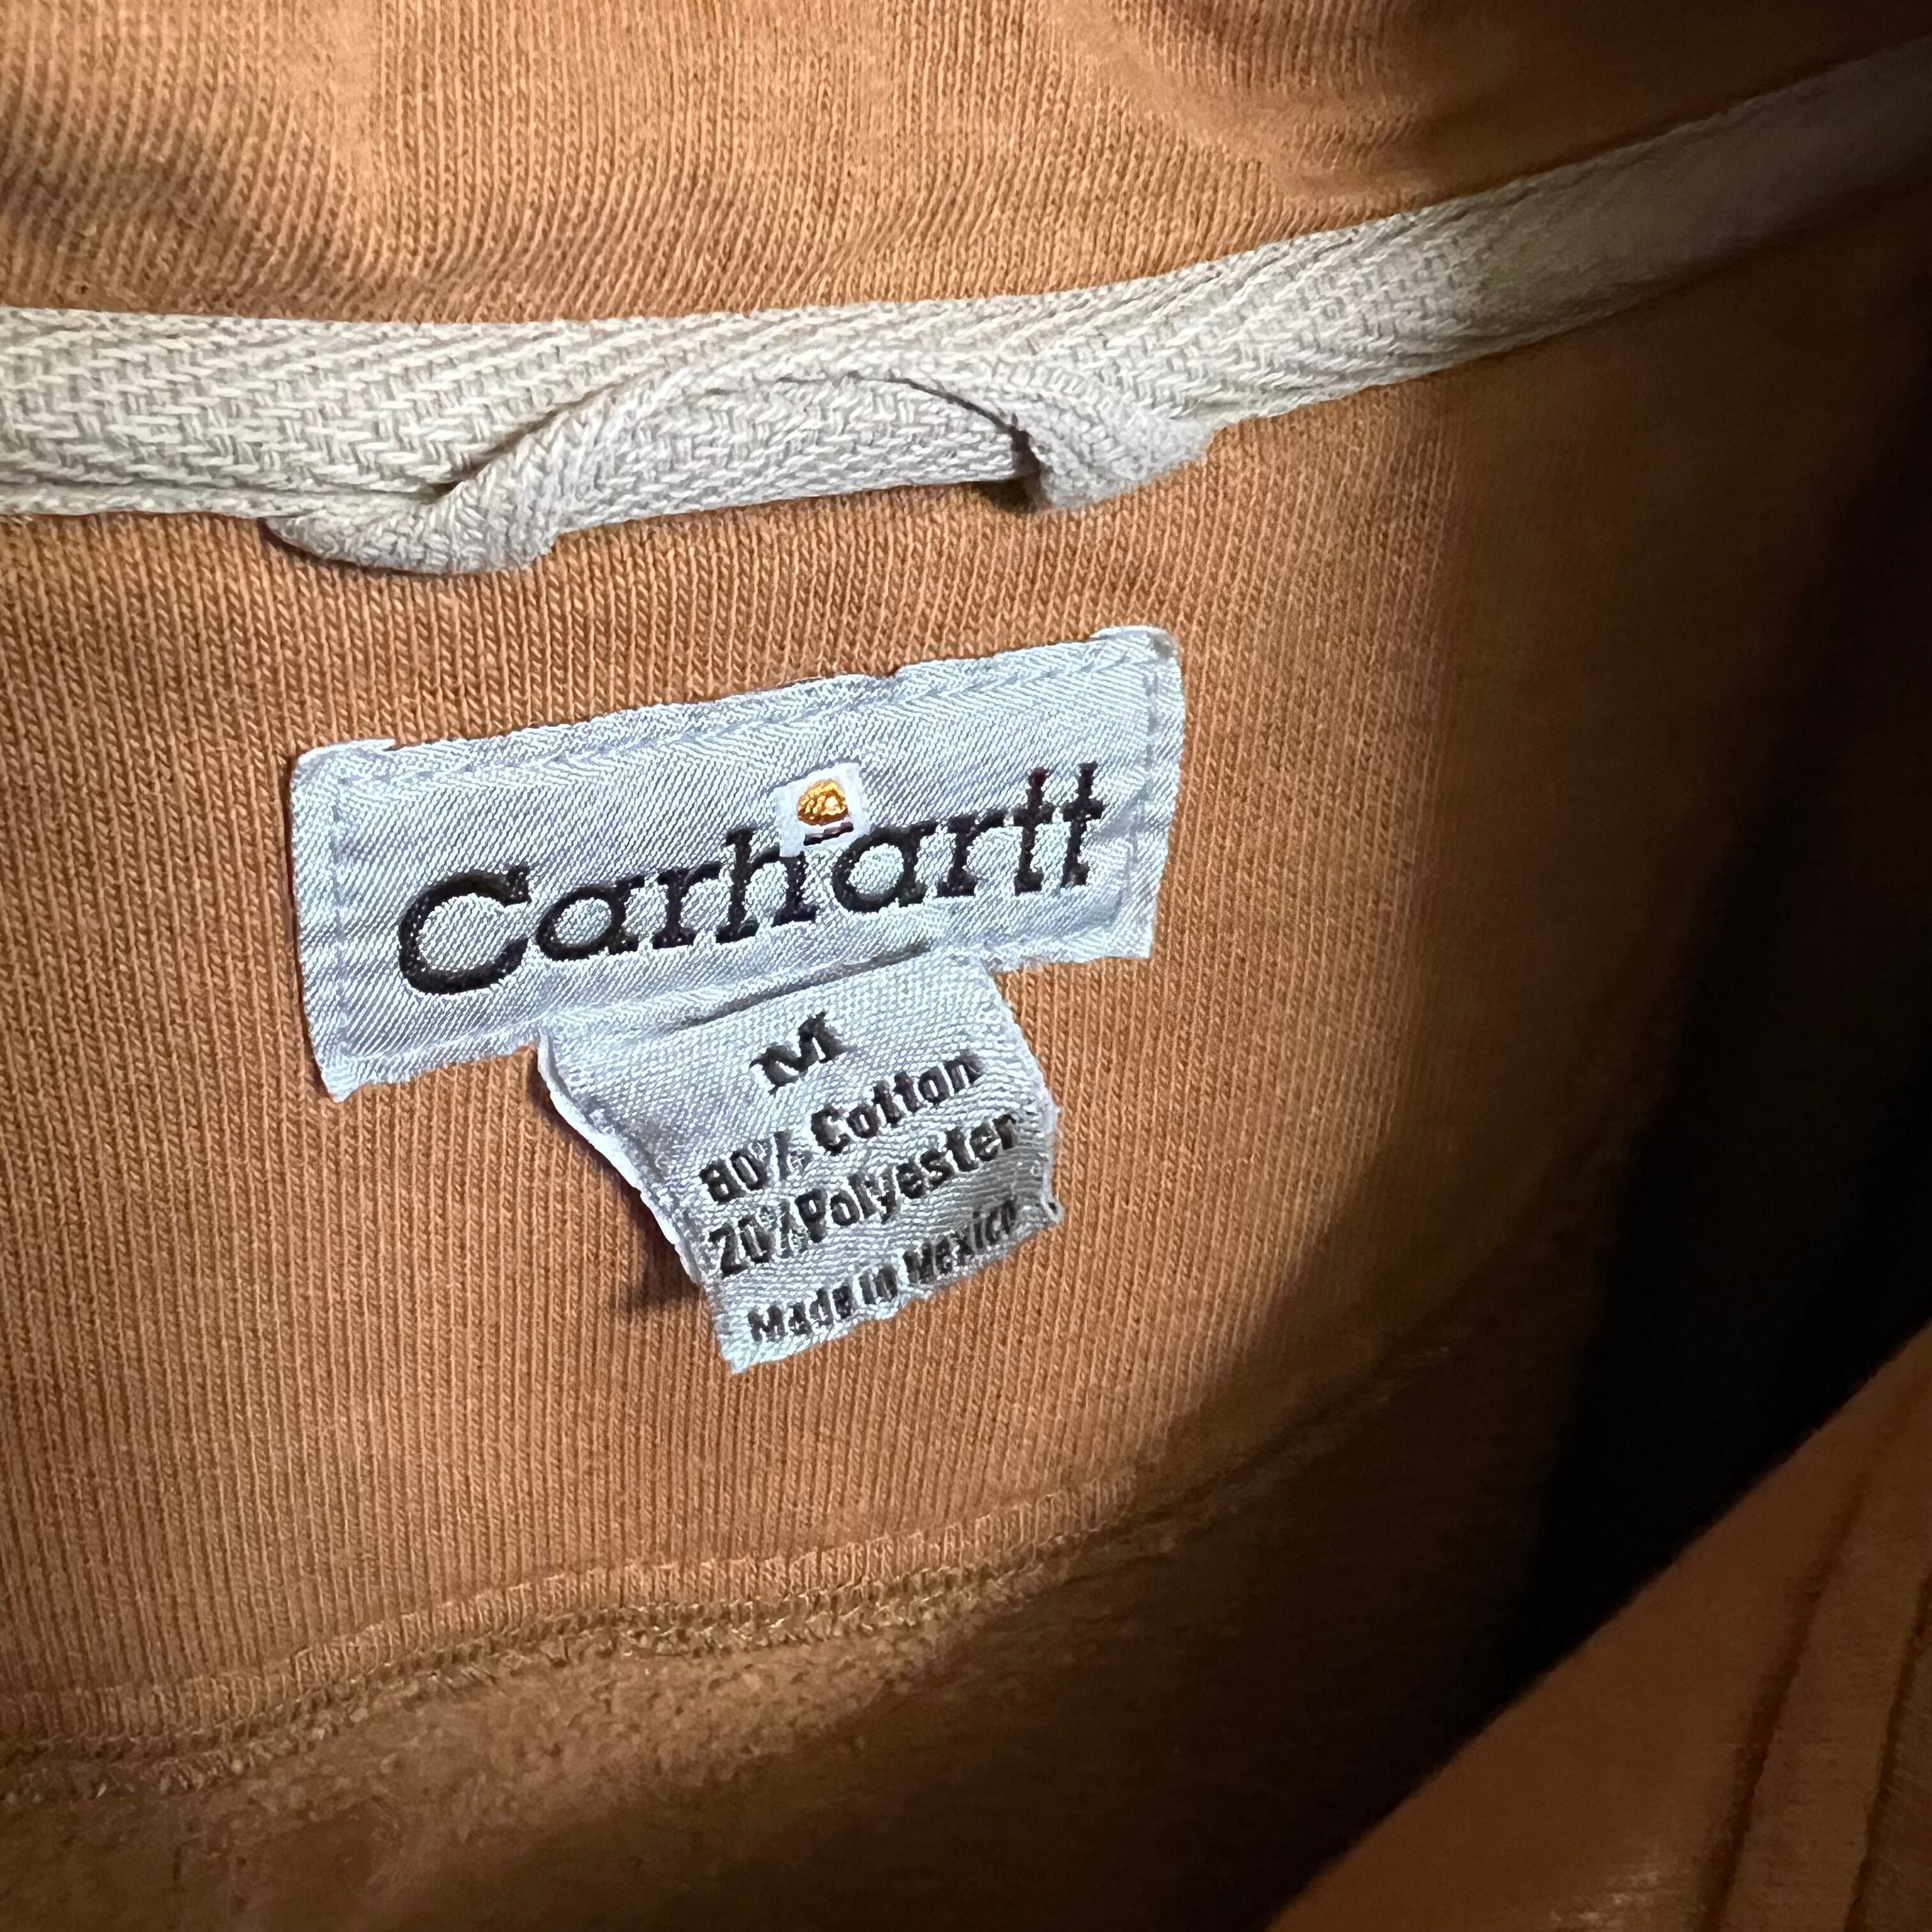 Carhartt
M
80% Cotton
20% Polyester
Made in Mexico